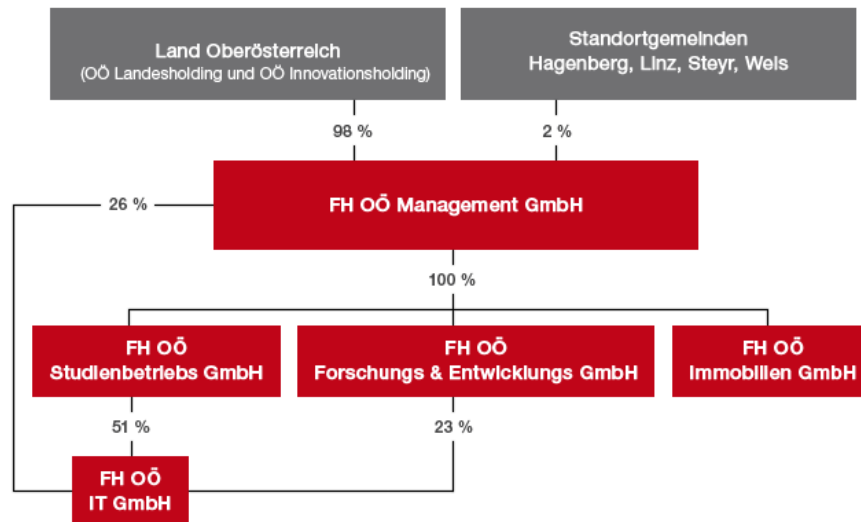 Land Oberösterreich
(OÖ Landesholding und OÖ Innovationsholding)
Standortgemeinden
Hagenberg, Linz, Steyr, Wels
98 %
2 %
26 %
FH OÖ Management GmbH
100 %
FH OÖ
Studienbetriebs GmbH
FH OÖ
Forschungs & Entwicklungs GmbH
FH OÖ
Immobilien GmbH
51 %
23 %
FH OÖ
IT GmbH